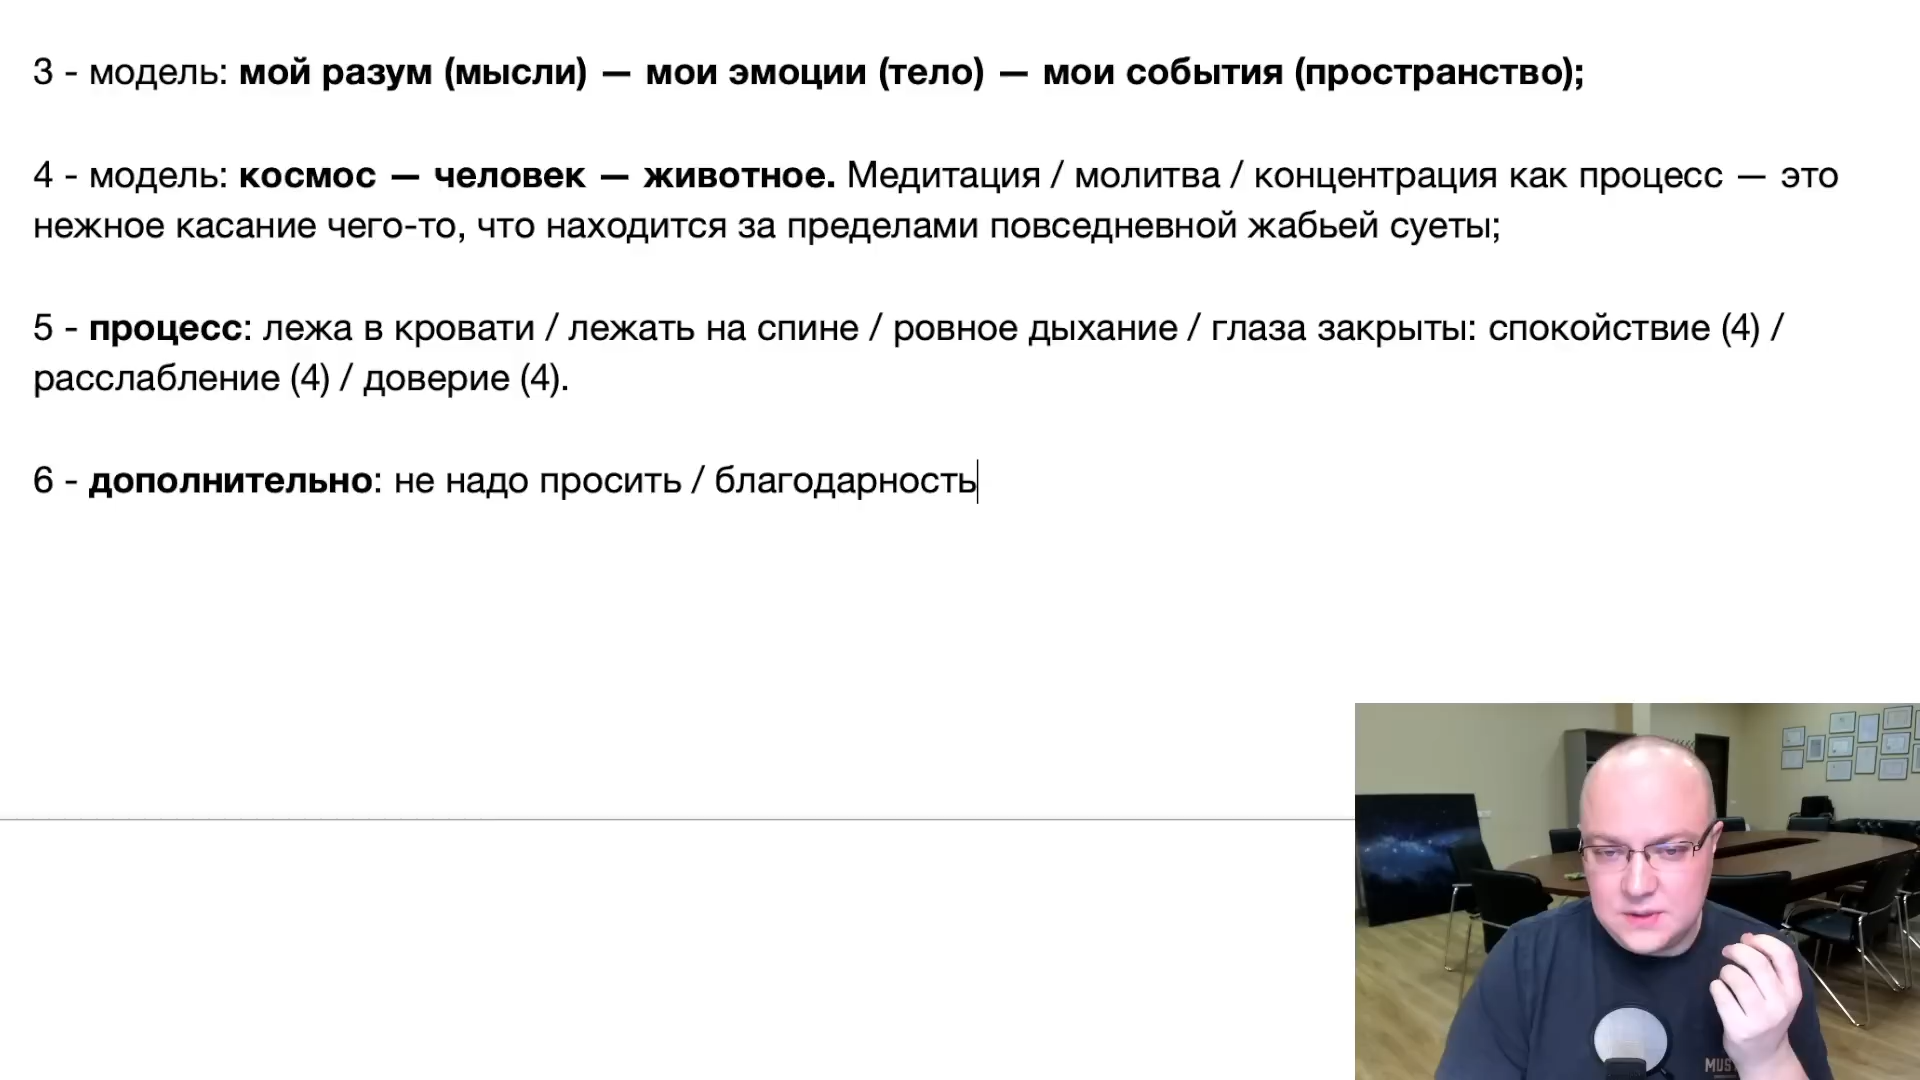 3 - модель: мой разум (мысли) — мои эмоции (тело) — мои события (пространство);
4 - модель: космос — человек — животное. Медитация / молитва / концентрация как процесс — это
нежное касание чего-то, что находится за пределами повседневной жабьей суеты;
5 - процесс: лежа в кровати / лежать на спине / ровное дыхание / глаза закрыты: спокойствие (4) /
расслабление (4) / доверие (4).
6 - дополнительно: не надо просить / благодарность